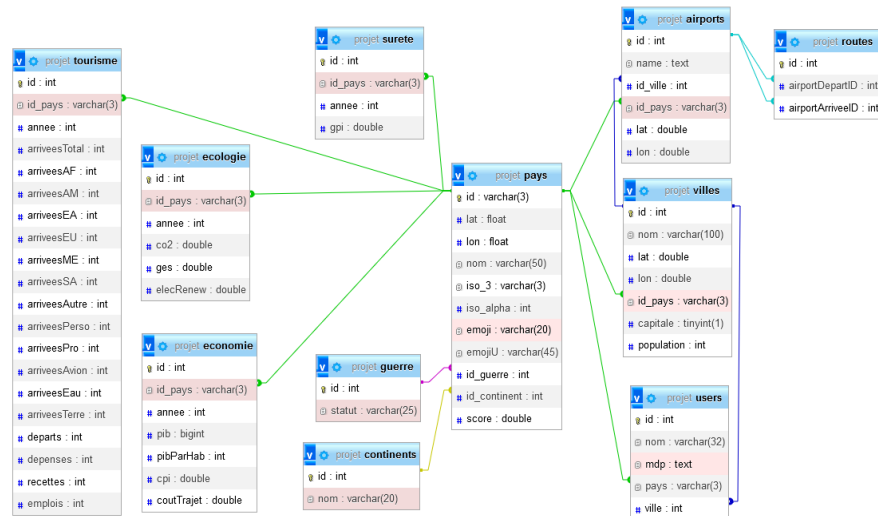 projet tourisme
id : int
id_pays : varchar(3)
annee : int
arriveesTotal : int
arriveesAF : int
arriveesAM : int
arriveesEA : int
arriveesEU : int
arriveesME : int
arriveesSA : int
arriveesAutre : int
arriveesPerso : int
arriveesPro : int
arriveesAvion : int
arriveesEau : int
arriveesTerre : int
departs : int
depenses : int
recettes : int
emplois : int
projet surete
id : int
id_pays : varchar(3)
annee : int
gpi : double
projet ecologie
id : int
id_pays : varchar(3)
annee : int
co2 : double
ges : double
elecRenew : double
projet economie
id : int
id_pays : varchar(3)
annee : int
pib : bigint
pibParHab : int
cpi : double
coutTrajet : double
projet guerre
id : int
statut : varchar(25)
projet continents
id : int
nom : varchar(20)
projet pays
id : varchar(3)
lat : float
lon : float
nom : varchar(50)
iso_3 : varchar(3)
iso_alpha : int
emoji : varchar(20)
emojiU : varchar(45)
id_guerre : int
id_continent : int
score : double
projet airports
id : int
name : text
id_ville : int
id_pays : varchar(3)
lat : double
lon : double
projet routes
id : int
airportDepartID : int
airportArriveeID : int
projet villes
id : int
nom : varchar(100)
lat : double
lon : double
id_pays : varchar(3)
capitale : tinyint(1)
population : int
projet users
id : int
nom : varchar(32)
mdp : text
pays : varchar(3)
ville : int